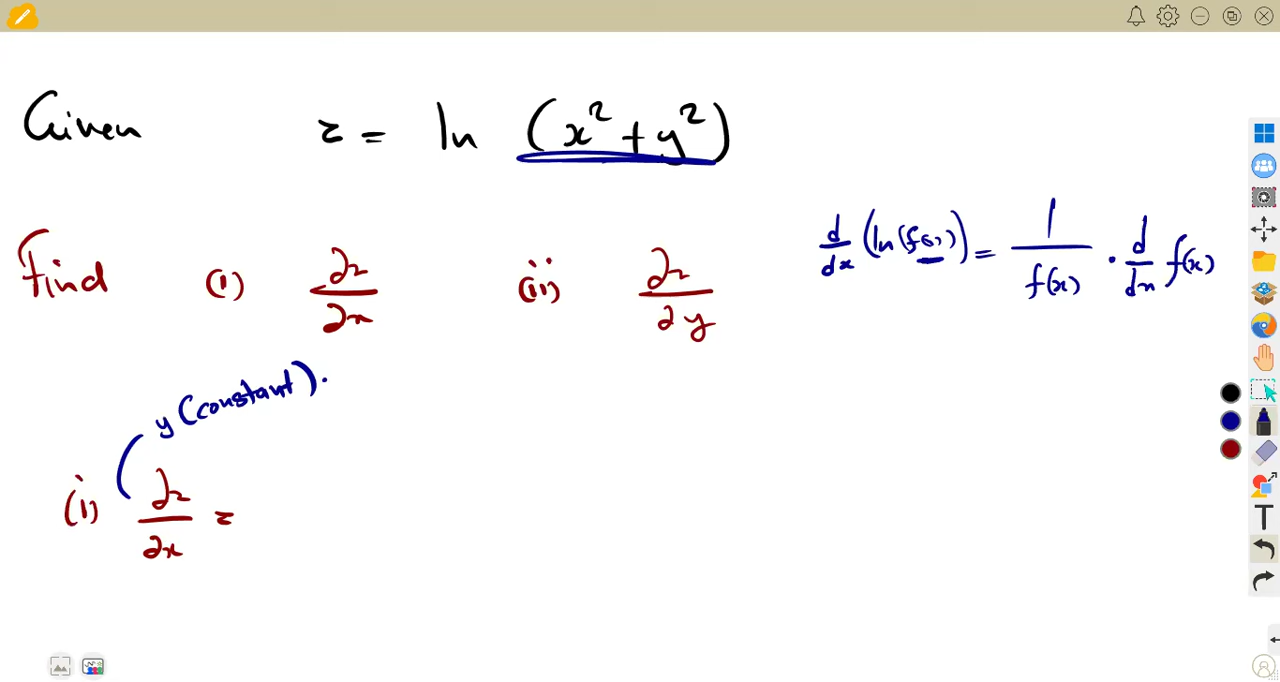 Given z = ln (x² + y²)
Find (i) ∂z/∂x (ii) ∂z/∂y
d/dx (ln(f(x))) = 1/f(x) · d/dx f(x)
y (constant).
(i) ∂z/∂x =
T